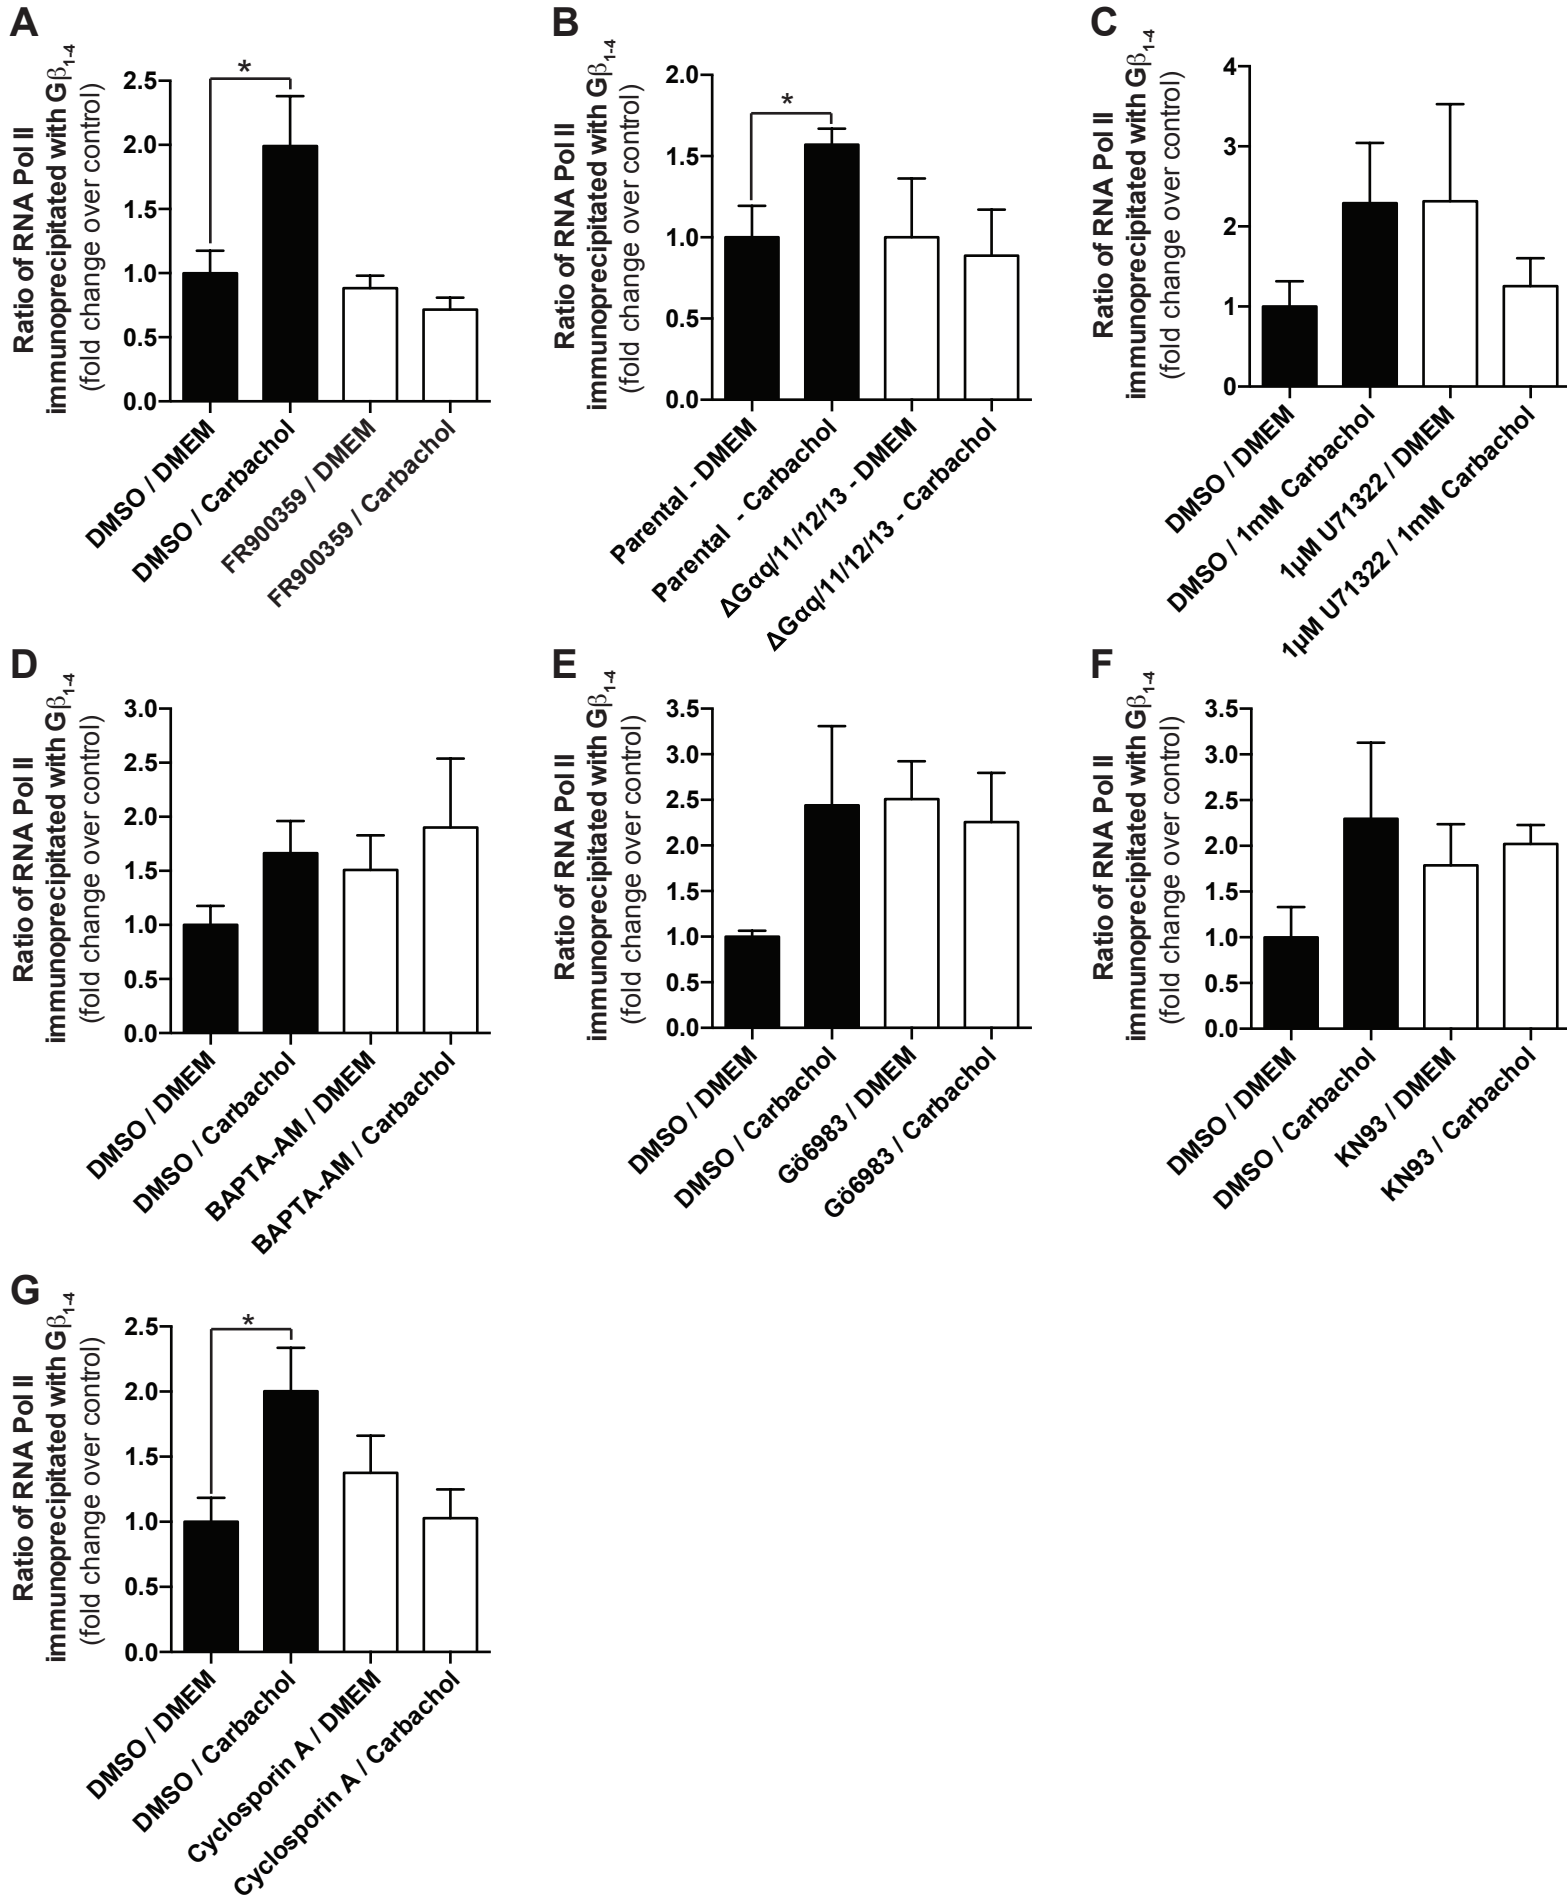 A
Ratio of RNA Pol II
immunoprecipitated with Gβ1-4
(fold change over control)
2.5
2.0
1.5
1.0
0.5
0.0
*
DMSO / DMEM
DMSO / Carbachol
FR900359 / DMEM
FR900359 / Carbachol
B
Ratio of RNA Pol II
immunoprecipitated with Gβ1-4
(fold change over control)
2.0
1.5
1.0
0.5
0.0
*
Parental - DMEM
Parental - Carbachol
ΔGαq/11/12/13 - DMEM
ΔGαq/11/12/13 - Carbachol
C
Ratio of RNA Pol II
immunoprecipitated with Gβ1-4
(fold change over control)
4
3
2
1
0
DMSO / DMEM
DMSO / 1mM Carbachol
1µM U71322 / DMEM
1µM U71322 / 1mM Carbachol
D
Ratio of RNA Pol II
immunoprecipitated with Gβ1-4
(fold change over control)
3.0
2.5
2.0
1.5
1.0
0.5
0.0
DMSO / DMEM
DMSO / Carbachol
BAPTA-AM / DMEM
BAPTA-AM / Carbachol
E
Ratio of RNA Pol II
immunoprecipitated with Gβ1-4
(fold change over control)
3.5
3.0
2.5
2.0
1.5
1.0
0.5
0.0
DMSO / DMEM
DMSO / Carbachol
Gö6983 / DMEM
Gö6983 / Carbachol
F
Ratio of RNA Pol II
immunoprecipitated with Gβ1-4
(fold change over control)
3.5
3.0
2.5
2.0
1.5
1.0
0.5
0.0
DMSO / DMEM
DMSO / Carbachol
KN93 / DMEM
KN93 / Carbachol
G
Ratio of RNA Pol II
immunoprecipitated with Gβ1-4
(fold change over control)
2.5
2.0
1.5
1.0
0.5
0.0
*
DMSO / DMEM
DMSO / Carbachol
Cyclosporin A / DMEM
Cyclosporin A / Carbachol